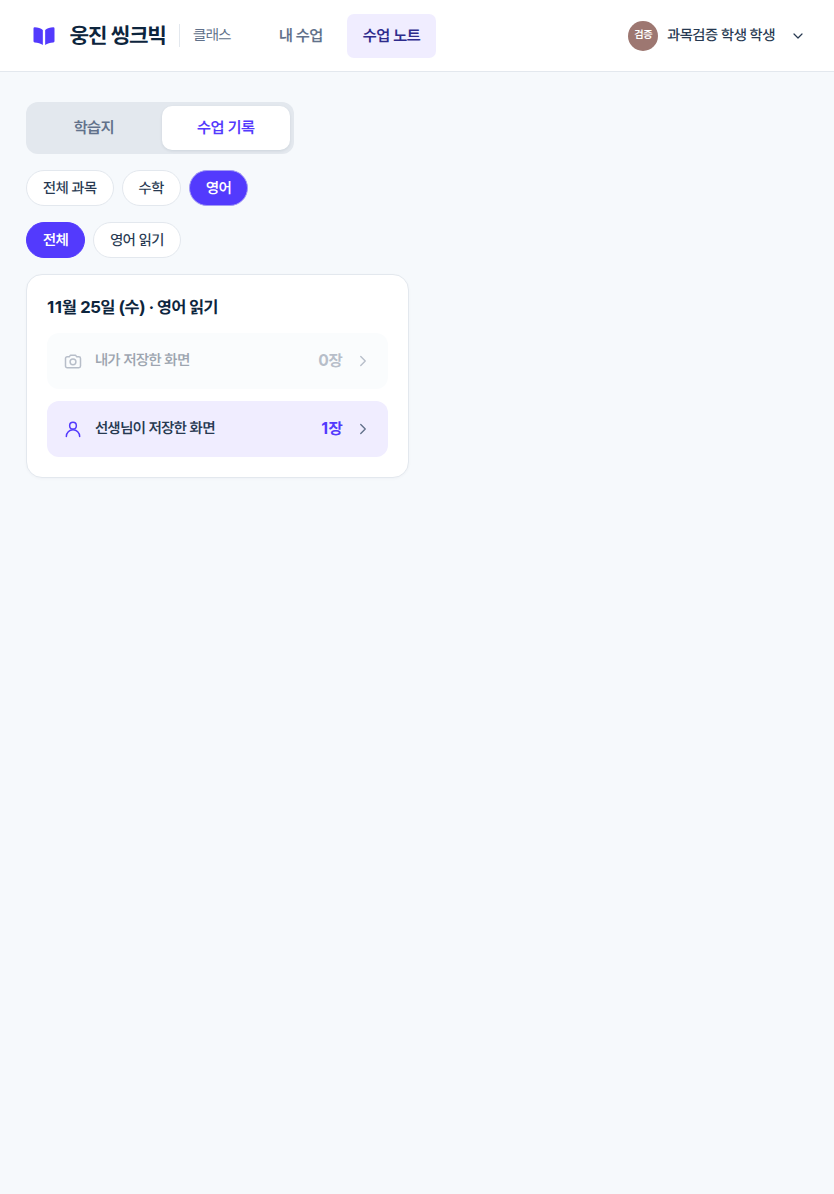 웅진 씽크빅 클래스 내 수업 수업 노트 검증 과목검증 학생 학생
학습지 수업 기록
전체 과목 수학 영어
전체 영어 읽기
11월 25일 (수) · 영어 읽기
내가 저장한 화면 0장
선생님이 저장한 화면 1장